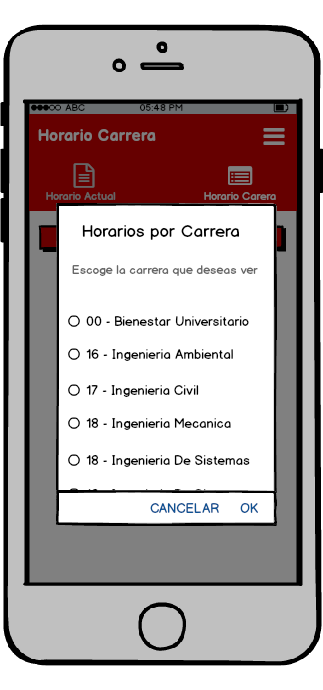 ABC 05:48 PM
Horario Carrera
Horario Actual Horario Carera
Horarios por Carrera
Escoge la carrera que deseas ver
00 - Bienestar Universitario
16 - Ingenieria Ambiental
17 - Ingenieria Civil
18 - Ingenieria Mecanica
18 - Ingenieria De Sistemas
CANCELAR OK